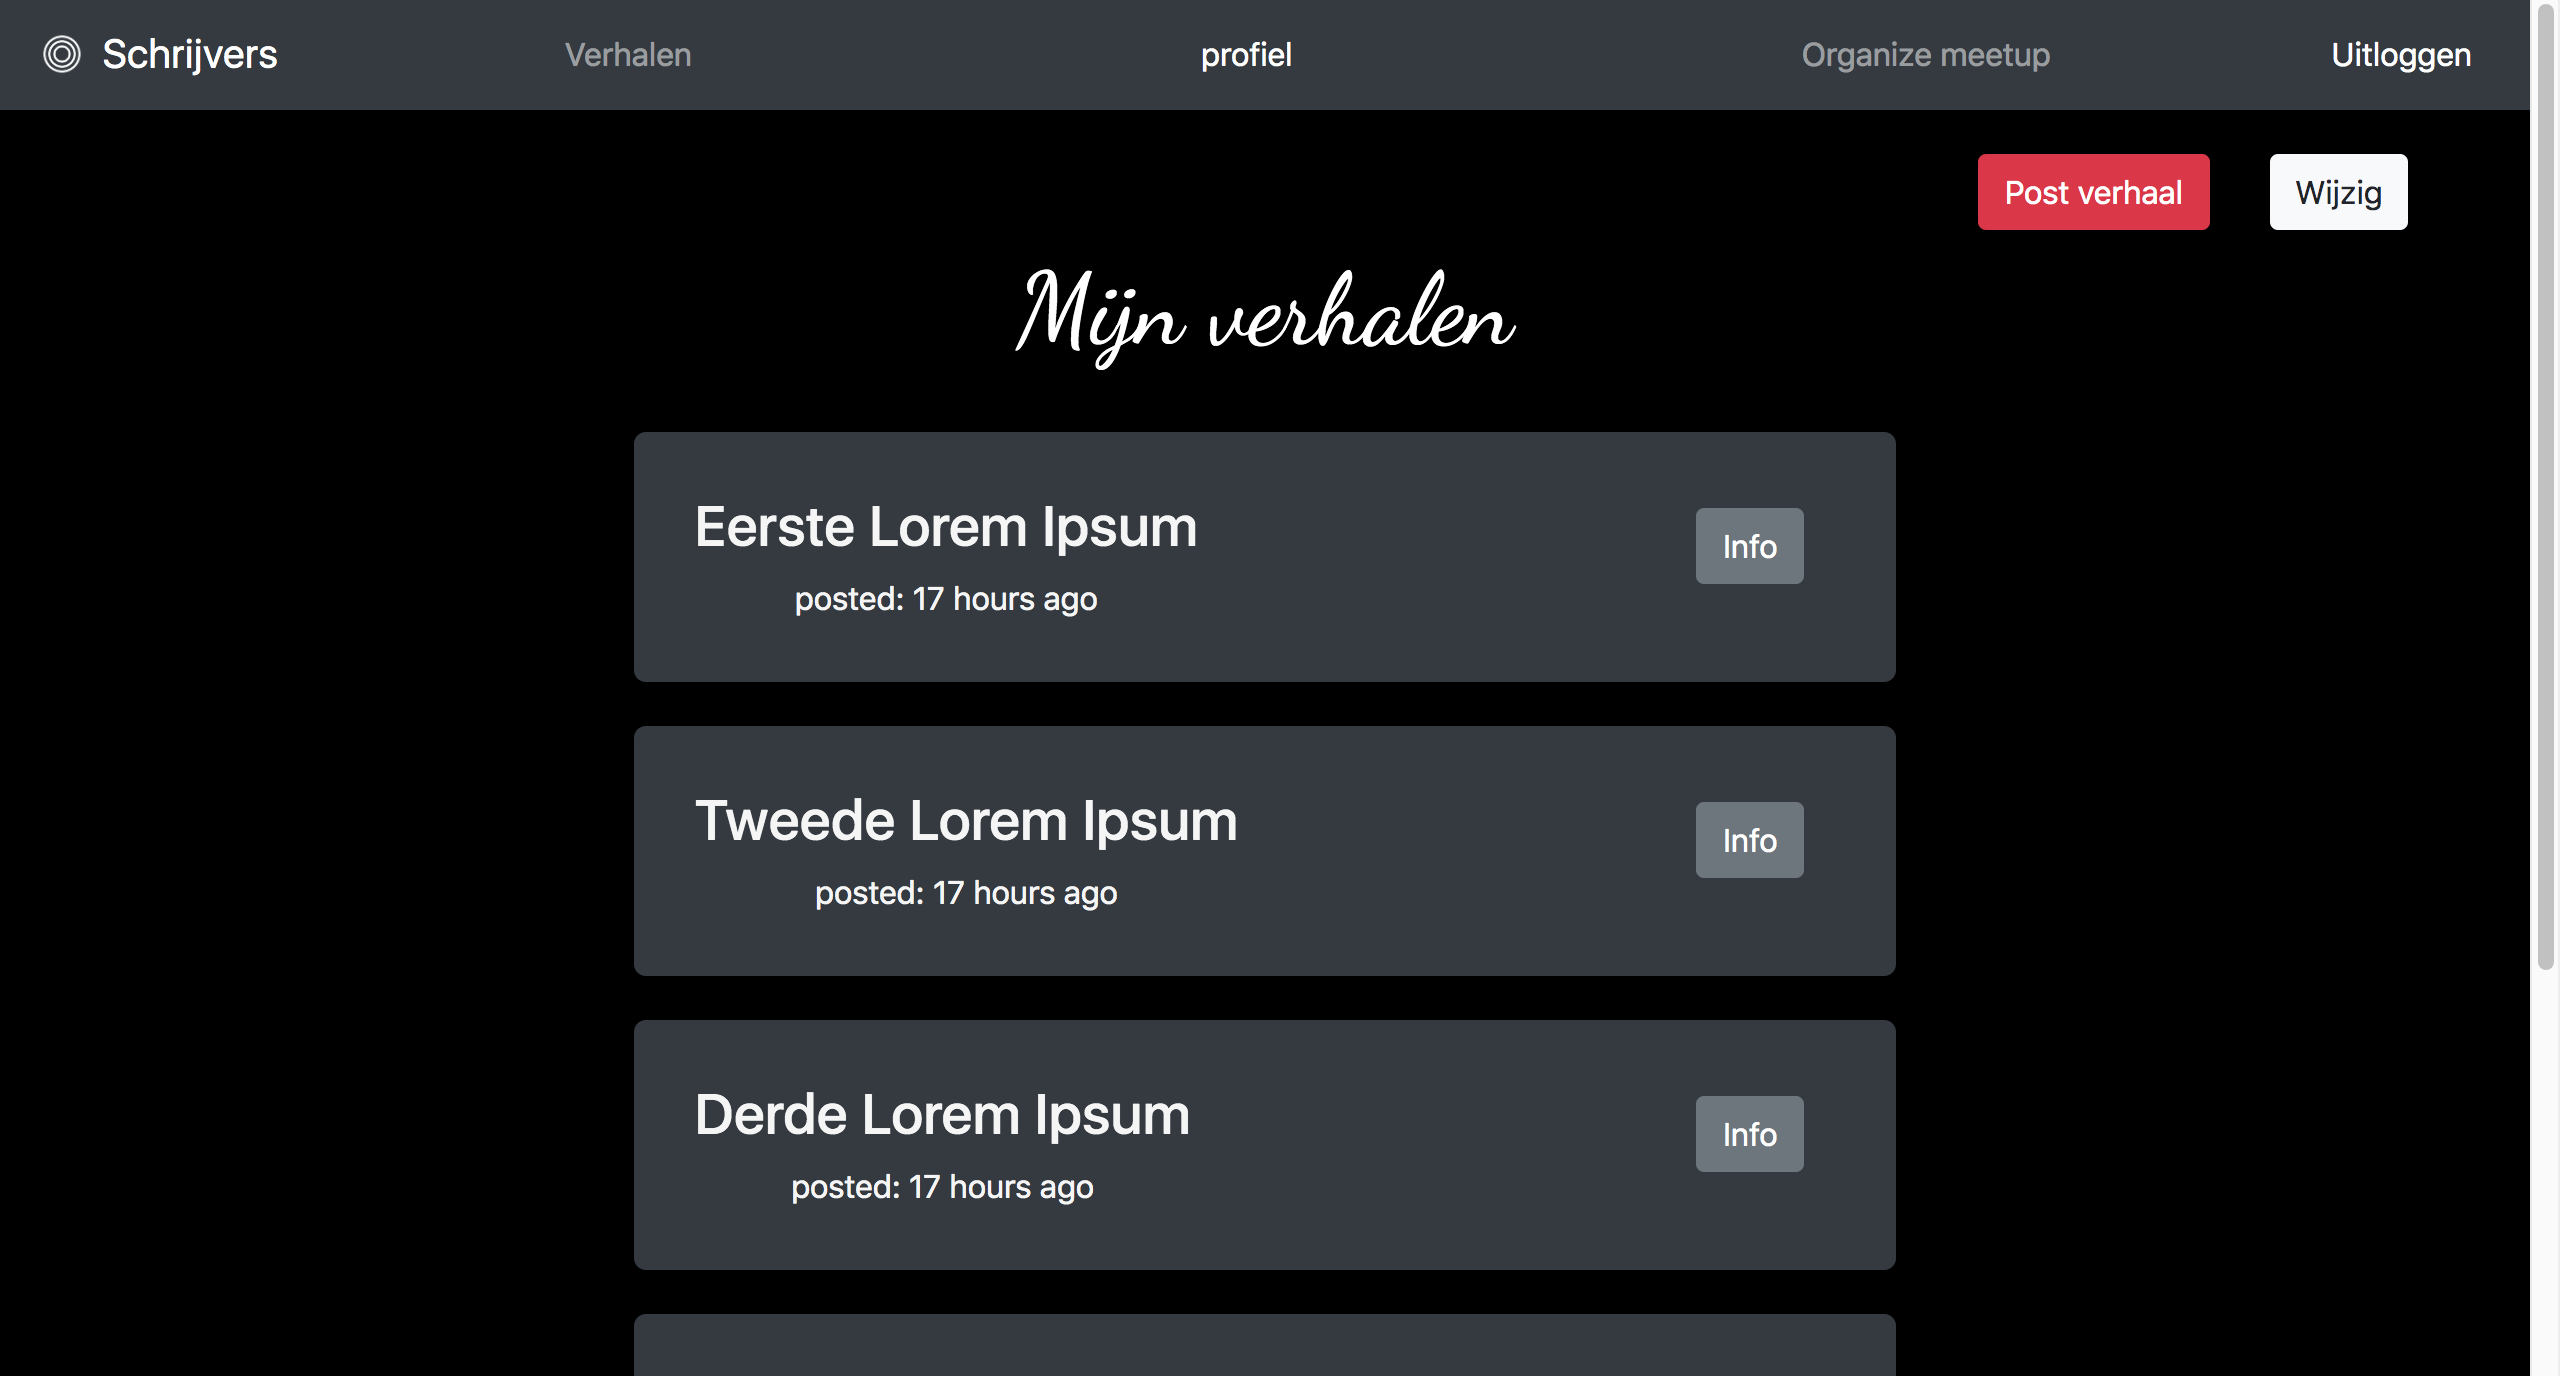 Schrijvers
Verhalen
profiel
Organize meetup
Uitloggen
Post verhaal
Wijzig
Mijn verhalen
Eerste Lorem Ipsum
Info
posted: 17 hours ago
Tweede Lorem Ipsum
Info
posted: 17 hours ago
Derde Lorem Ipsum
Info
posted: 17 hours ago